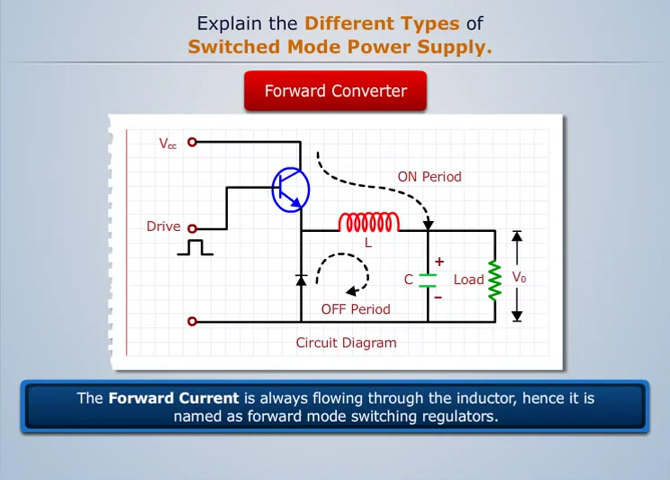 Explain the Different Types of
Switched Mode Power Supply.
Forward Converter
Vcc
ON Period
Drive
L
+
C
Load
V0
-
OFF Period
Circuit Diagram
The Forward Current is always flowing through the inductor, hence it is
named as forward mode switching regulators.